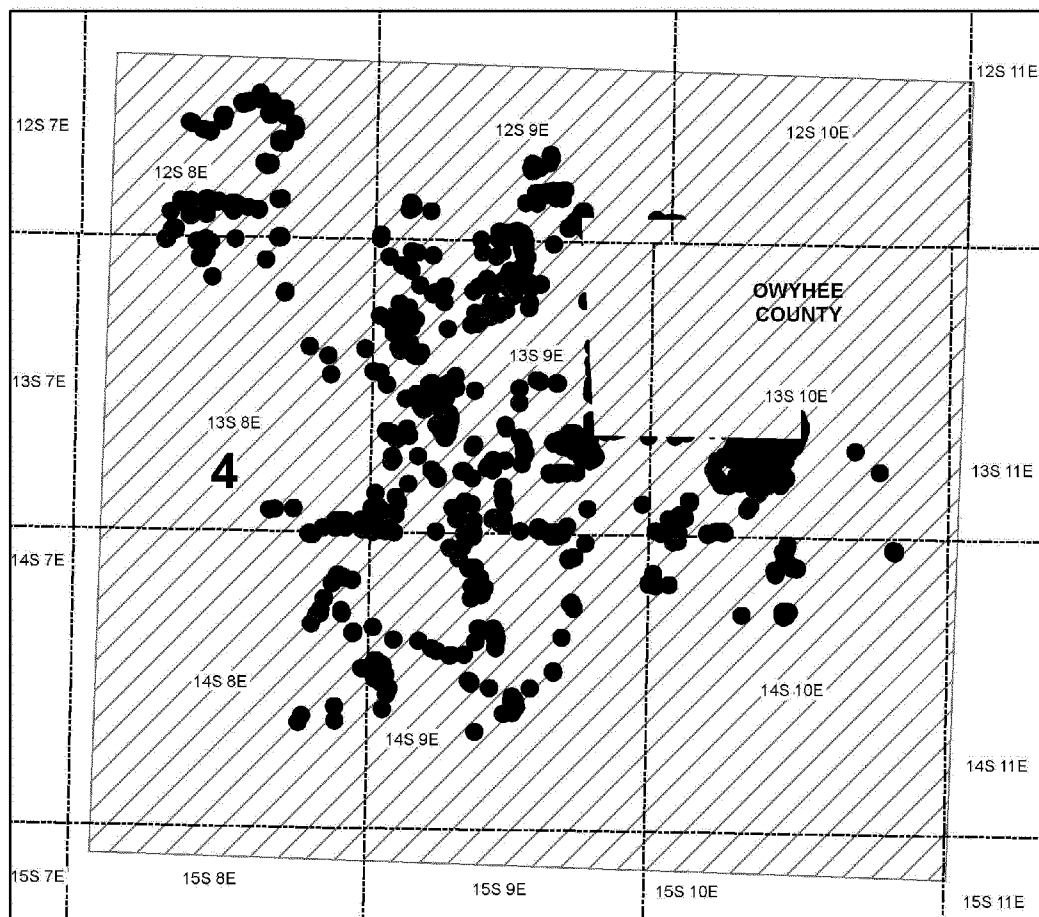 12S 11E
12S 7E
12S 9E
12S 10E
12S 8E
OWYHEE
COUNTY
13S 9E
13S 7E
13S 10E
13S 8E
4
13S 11E
14S 7E
14S 8E
14S 10E
14S 9E
14S 11E
15S 7E
15S 8E
15S 9E
15S 10E
15S 11E